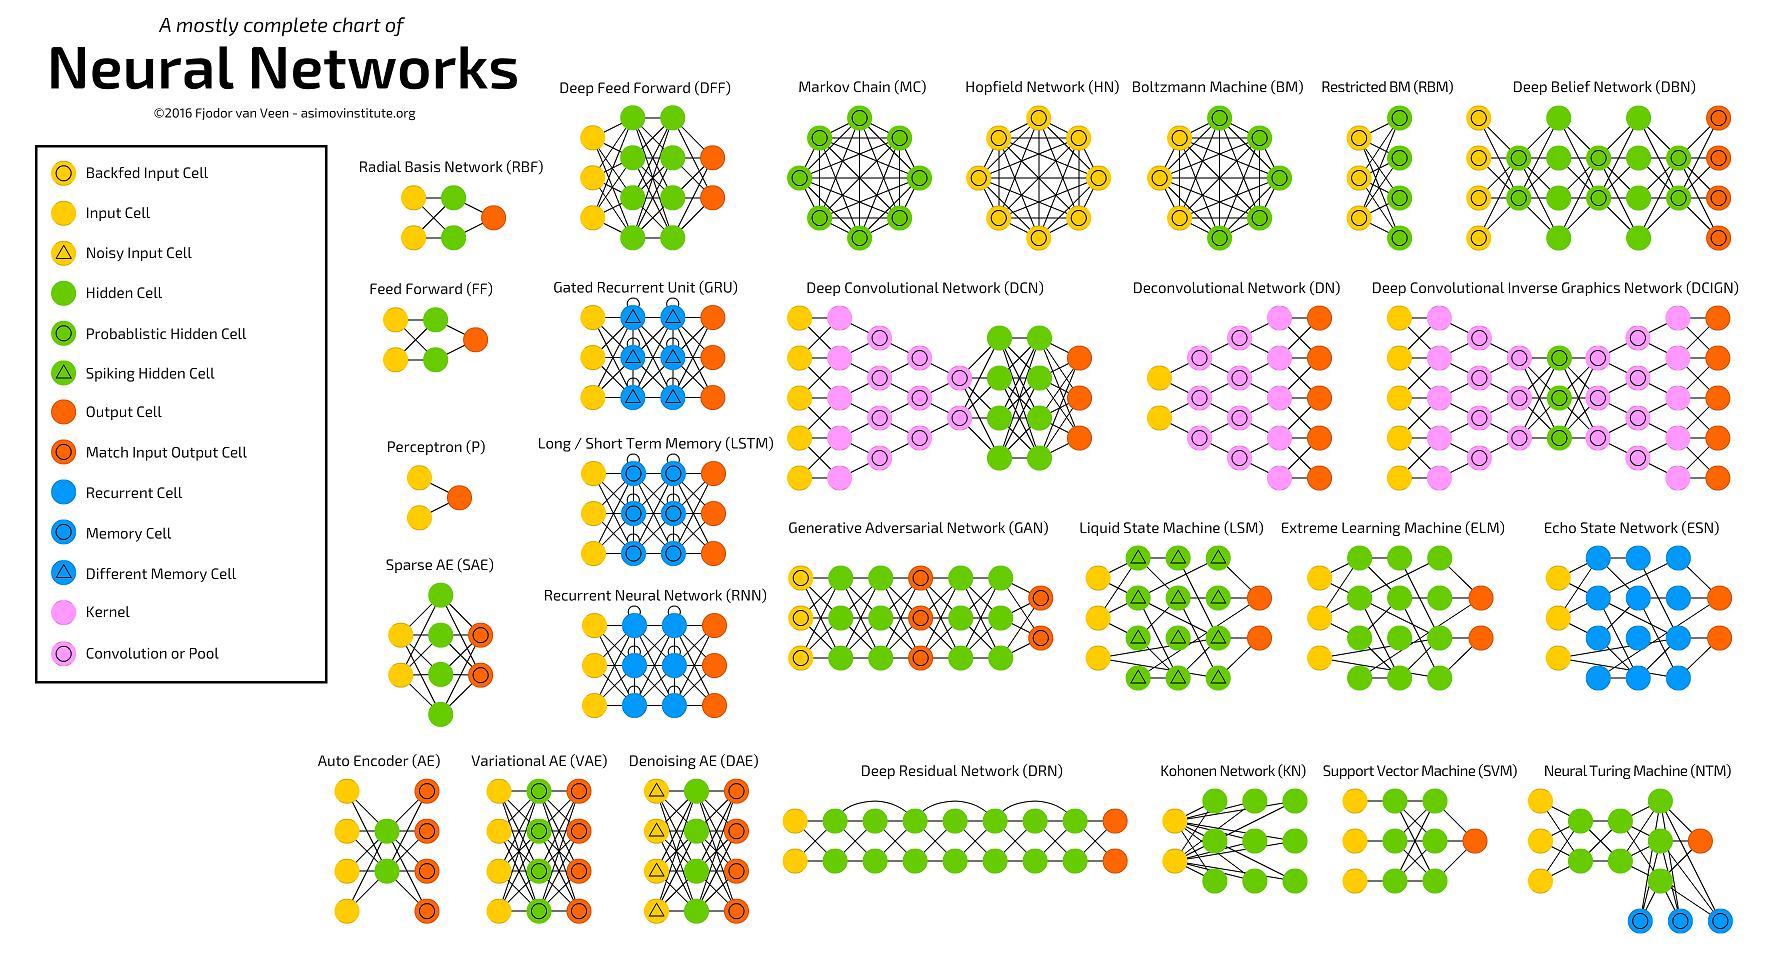 A mostly complete chart of
Neural Networks
©2016 Fjodor van Veen - asimovinstitute.org
Backfed Input Cell
Input Cell
Noisy Input Cell
Hidden Cell
Probablistic Hidden Cell
Spiking Hidden Cell
Output Cell
Match Input Output Cell
Recurrent Cell
Memory Cell
Different Memory Cell
Kernel
Convolution or Pool
Deep Feed Forward (DFF)
Radial Basis Network (RBF)
Feed Forward (FF)
Gated Recurrent Unit (GRU)
Perceptron (P)
Long / Short Term Memory (LSTM)
Sparse AE (SAE)
Recurrent Neural Network (RNN)
Auto Encoder (AE)
Variational AE (VAE)
Denoising AE (DAE)
Markov Chain (MC)
Hopfield Network (HN)
Boltzmann Machine (BM)
Restricted BM (RBM)
Deep Belief Network (DBN)
Deep Convolutional Network (DCN)
Deconvolutional Network (DN)
Deep Convolutional Inverse Graphics Network (DCIGN)
Generative Adversarial Network (GAN)
Liquid State Machine (LSM)
Extreme Learning Machine (ELM)
Echo State Network (ESN)
Deep Residual Network (DRN)
Kohonen Network (KN)
Support Vector Machine (SVM)
Neural Turing Machine (NTM)